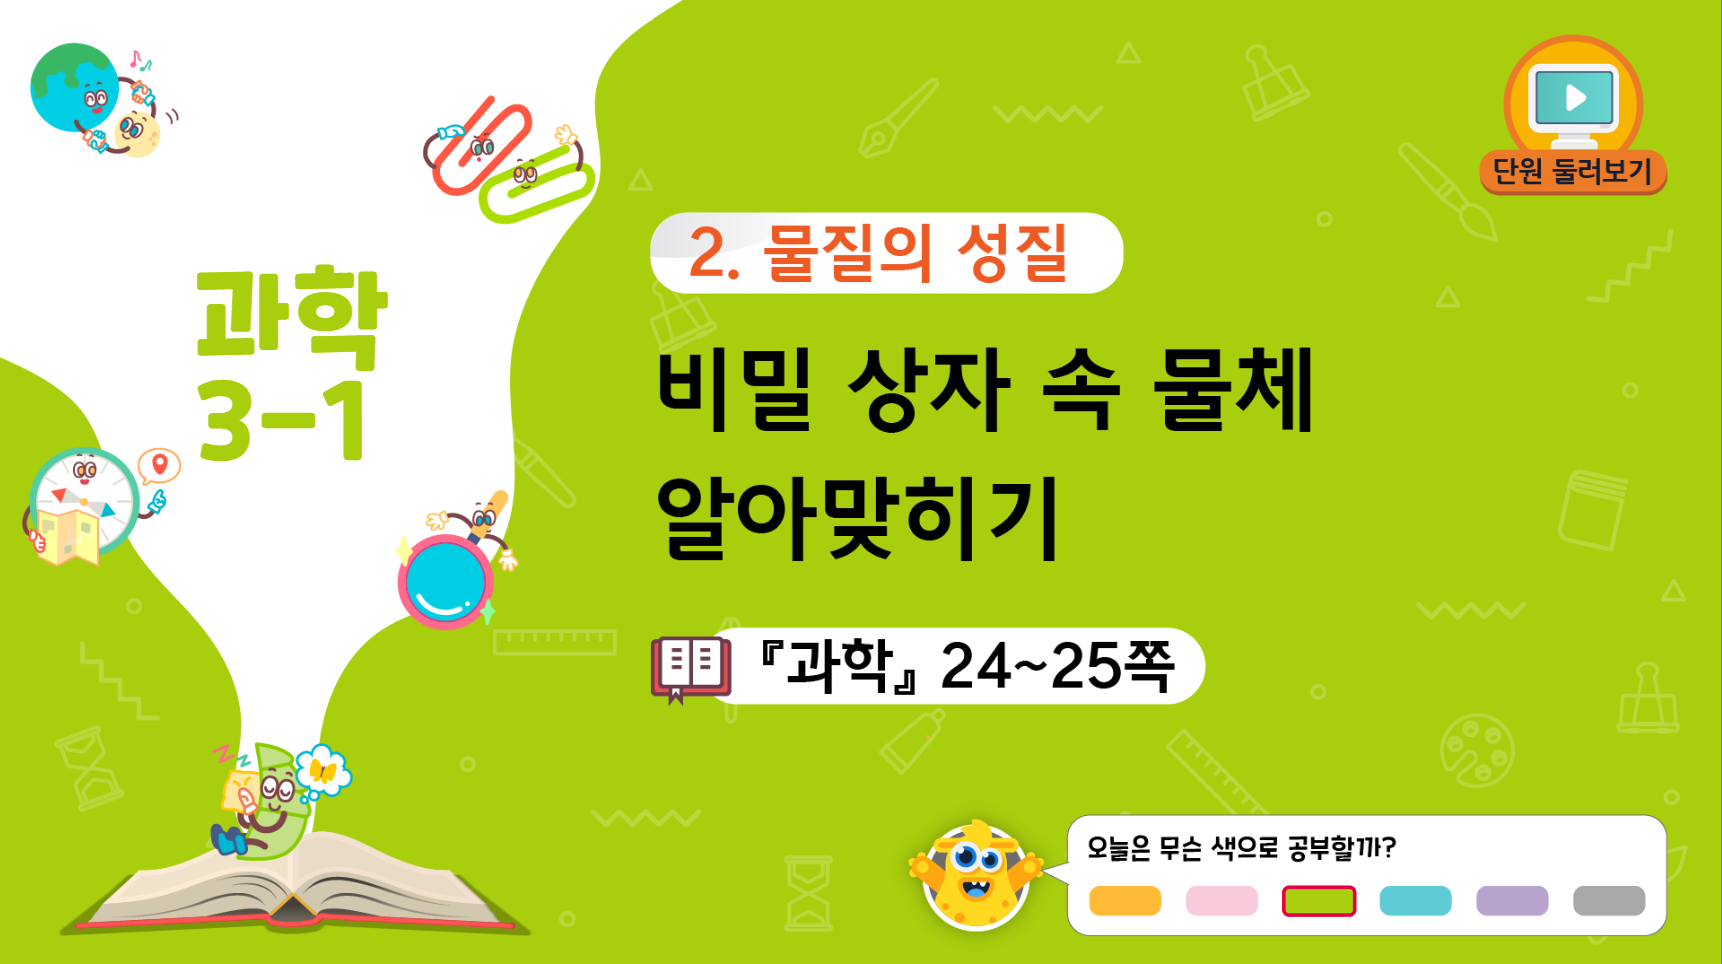 과학
3-1
단원 둘러보기
2. 물질의 성질
비밀 상자 속 물체
알아맞히기
『과학』 24~25쪽
오늘은 무슨 색으로 공부할까?